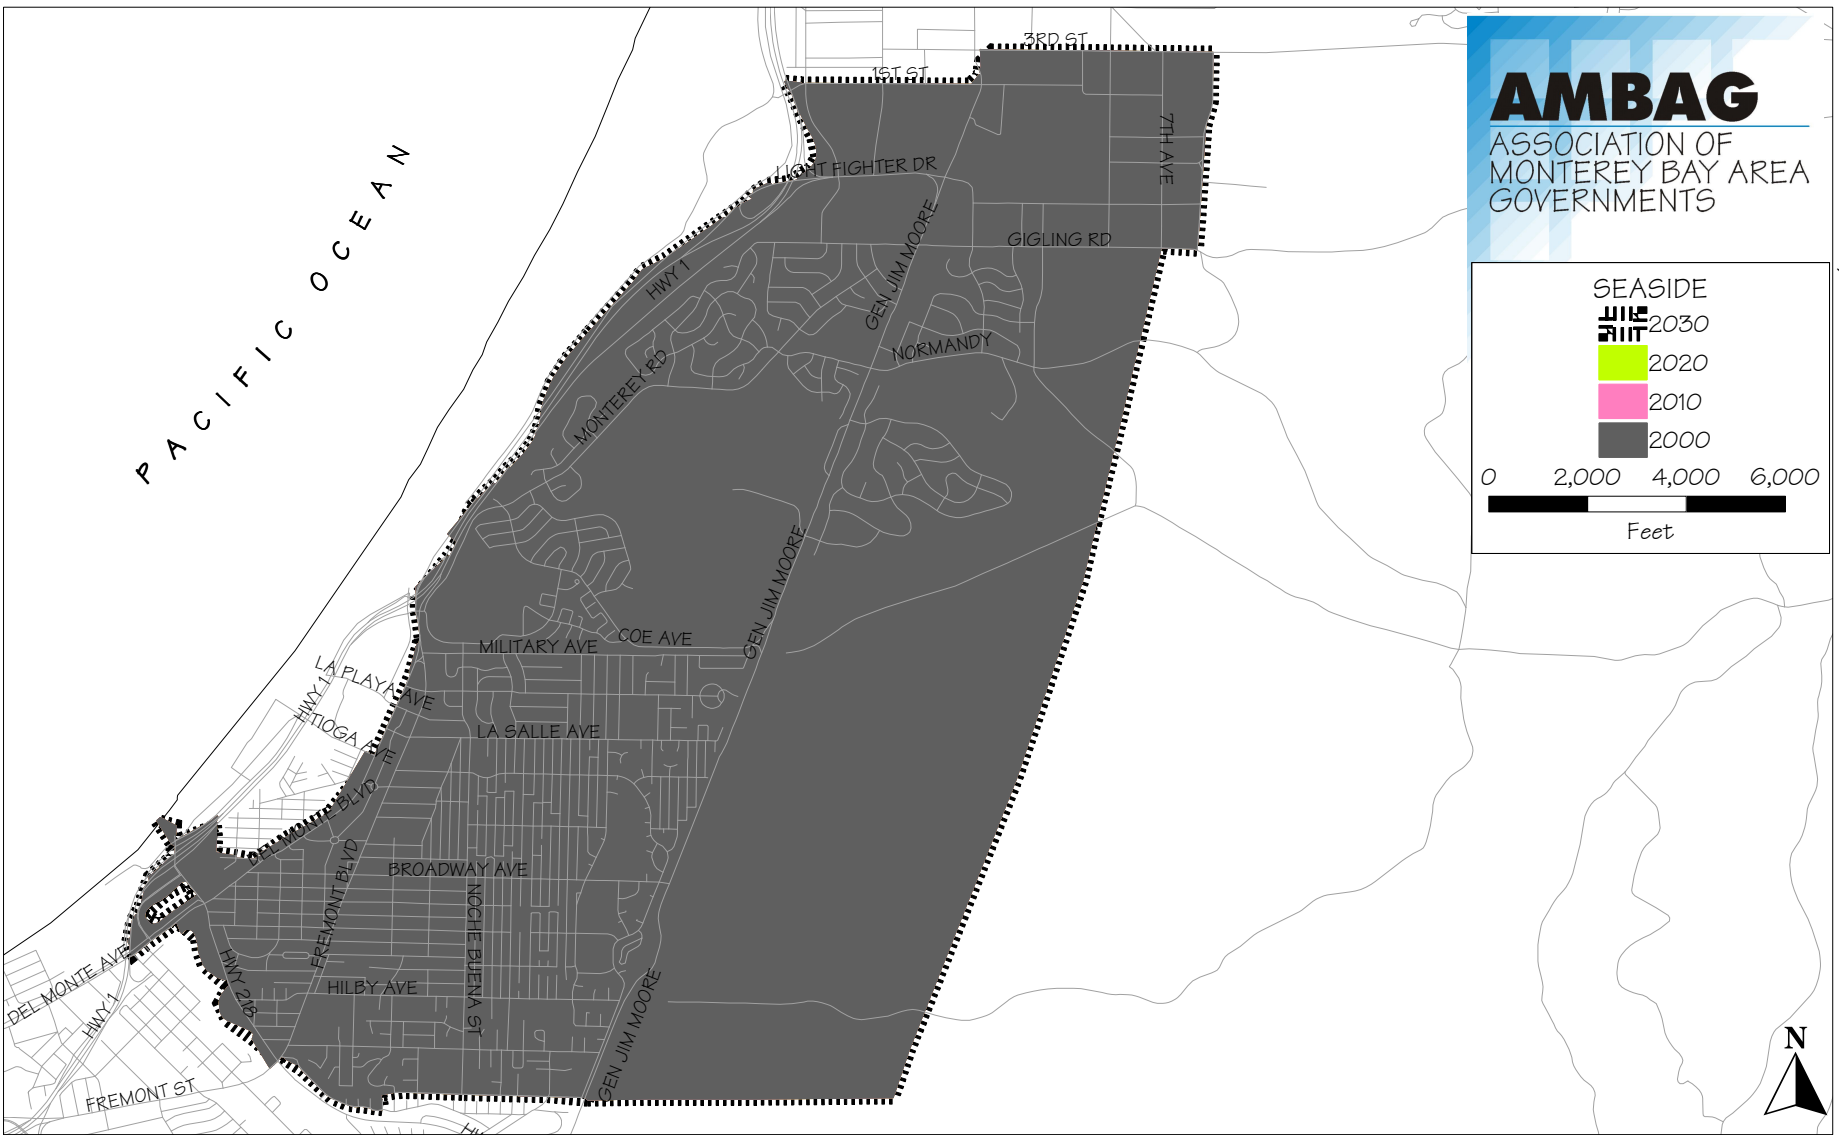 3RD ST
1ST ST
7TH AVE
LIGHT FIGHTER DR
GEN JIM MOORE
GIGLING RD
HWY 1
NORMANDY
MONTEREY RD
PACIFIC OCEAN
GEN JIM MOORE
MILITARY AVE
COE AVE
LA PLAYA AVE
HWY 1
TIOGA AVE
LA SALLE AVE
DEL MONTE BLVD
FREMONT BLVD
BROADWAY AVE
NOCHE BUENA ST
HWY 218
HILBY AVE
GEN JIM MOORE
DEL MONTE AVE
HWY 1
FREMONT ST
AMBAG
ASSOCIATION OF
MONTEREY BAY AREA
GOVERNMENTS
SEASIDE
2030
2020
2010
2000
0 2,000 4,000 6,000
Feet
N